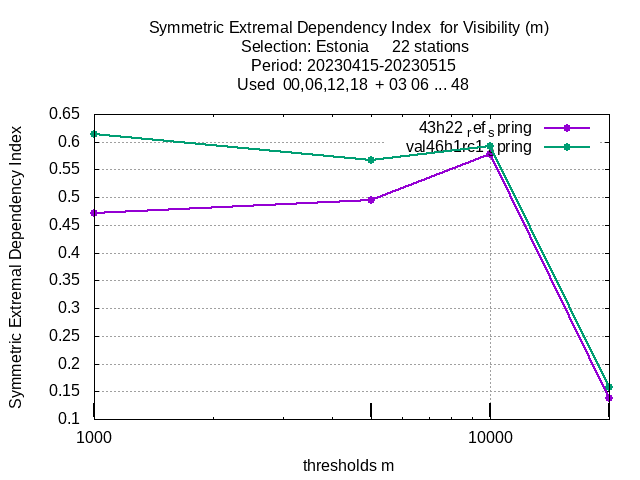 Symmetric Extremal Dependency Index for Visibility (m)
Selection: Estonia 22 stations
Period: 20230415-20230515
Used 00,06,12,18 + 03 06 ... 48
Symmetric Extremal Dependency Index
0.65
0.6
0.55
0.5
0.45
0.4
0.35
0.3
0.25
0.2
0.15
0.1
43h22 ref spring
val46h1rc1 spring
1000
10000
thresholds m